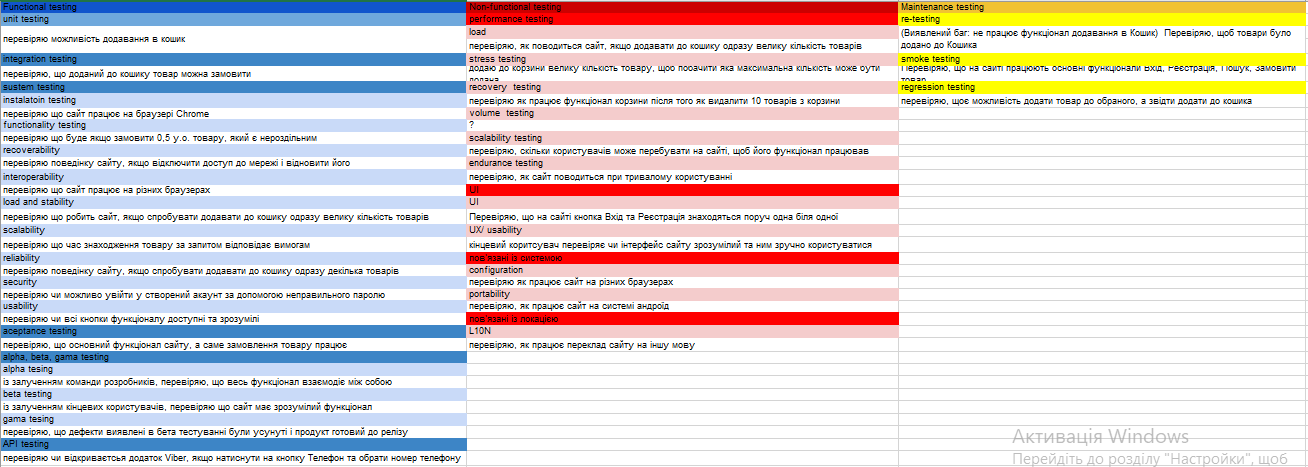 Functional testing
unit testing
перевіряю можливість додавання в кошик
integration testing
перевіряю, що доданий до кошику товар можна замовити
sustem testing
instalatoin testing
перевіряю що сайт працює на браузері Chrome
functionality testing
перевіряю що буде якщо замовити 0,5 у.о. товару, який є нероздільним
recoverability
перевіряю поведінку сайту, якщо відключити доступ до мережі і відновити його
interoperability
перевіряю що сайт працює на різних браузерах
load and stability
перевіряю що робить сайт, якщо спробувати додавати до кошику одразу велику кількість товарів
scalability
перевіряю що час знаходження товару за запитом відповідає вимогам
reliability
перевіряю поведінку сайту, якщо спробувати додавати до кошику одразу декілька товарів
security
перевіряю чи можливо увійти у створений акаунт за допомогою неправильного паролю
usability
перевіряю чи всі кнопки функціоналу доступні та зрозумілі
aceptance testing
перевіряю, що основний функціонал сайту, а саме замовлення товару працює
alpha, beta, gama testing
alpha tesing
із залученням команди розробників, перевіряю, що весь функціонал взаємодіє між собою
beta testing
із залученням кінцевих користувачів, перевіряю що сайт має зрозумілий функціонал
gama tesing
перевіряю, що дефекти виявлені в бета тестуванні були усунуті і продукт готовий до релізу
API testing
перевіряю чи відкриваєтсья додаток Viber, якщо натиснути на кнопку Телефон та обрати номер телефону
Non-functional testing
performance testing
load
перевіряю, як поводиться сайт, якщо додавати до кошику одразу велику кількість товарів
stress testing
додаю до корзини велику кількість товару, щоб побачити яка максимальна кількість може бути
додана
recovery testing
перевіряю як працює функціонал корзини після того як видалити 10 товарів з корзини
volume testing
?
scalability testing
перевіряю, скільки користувачів може перебувати на сайті, щоб його функціонал працював
endurance testing
перевіряю, як сайт поводиться при тривалому користуванні
UI
UI
Перевіряю, що на сайті кнопка Вхід та Реєстрація знаходяться поруч одна біля одної
UX/ usability
кінцевий коритсувач перевіряє чи інтерфейс сайту зрозумілий та ним зручно користуватися
пов'язані із системою
configuration
перевіряю як працює сайт на різних браузерах
portability
перевіряю, як працює сайт на системі андроїд
пов'язані із локацією
L10N
перевіряю, як працює переклад сайту на іншу мову
Maintenance testing
re-testing
(Виявлений баг: не працює функціонал додавання в Кошик) Перевіряю, щоб товари було
додано до Кошика
smoke testing
Перевіряю, що на сайті працюють основні функціонали Вхід, Реєстрація, Пошук, Замовити
товар
regression testing
перевіряю, щоє можливість додати товар до обраного, а звідти додати до кошика
Активація Windows
Перейдіть до розділу "Настройки", щоб